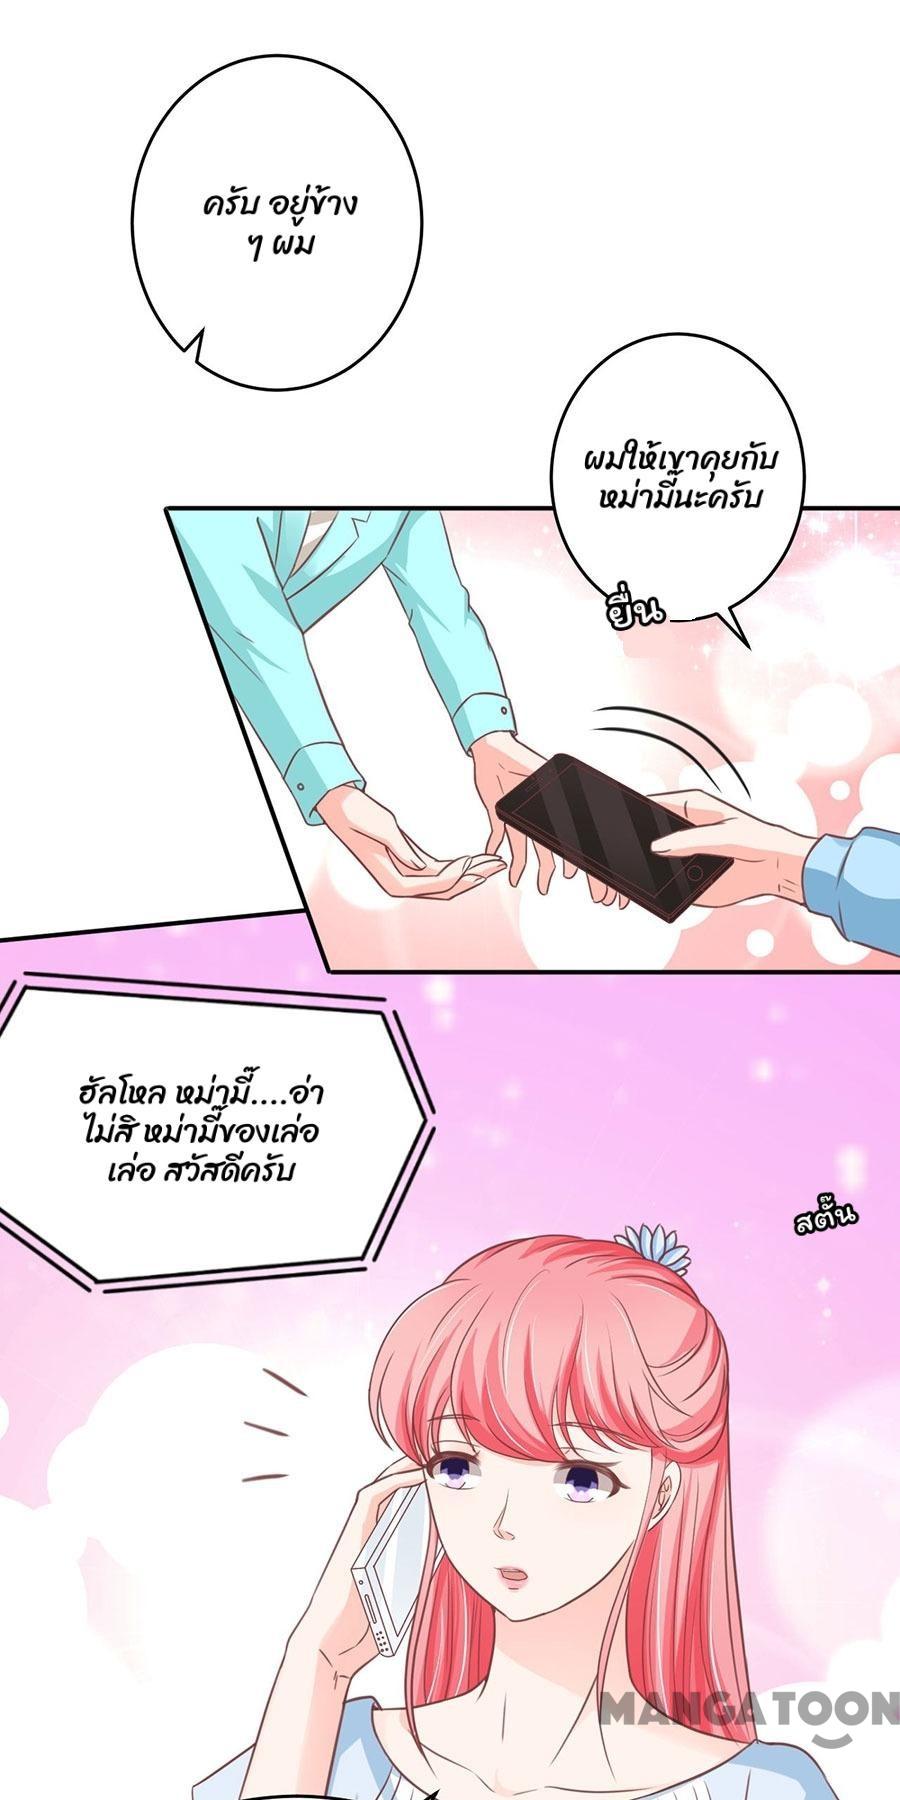 ครับ อยู่ข้าง
ๆ ผม
ผมให้เขาคุยกับ
หม่ามี๊นะครับ
ยื่น
ฮัลโหล หม่ามี๊....อ่า
ไม่สิ หม่ามี๊ของเล่อ
เล่อ สวัสดีครับ
สตั๊น
MANGATOON